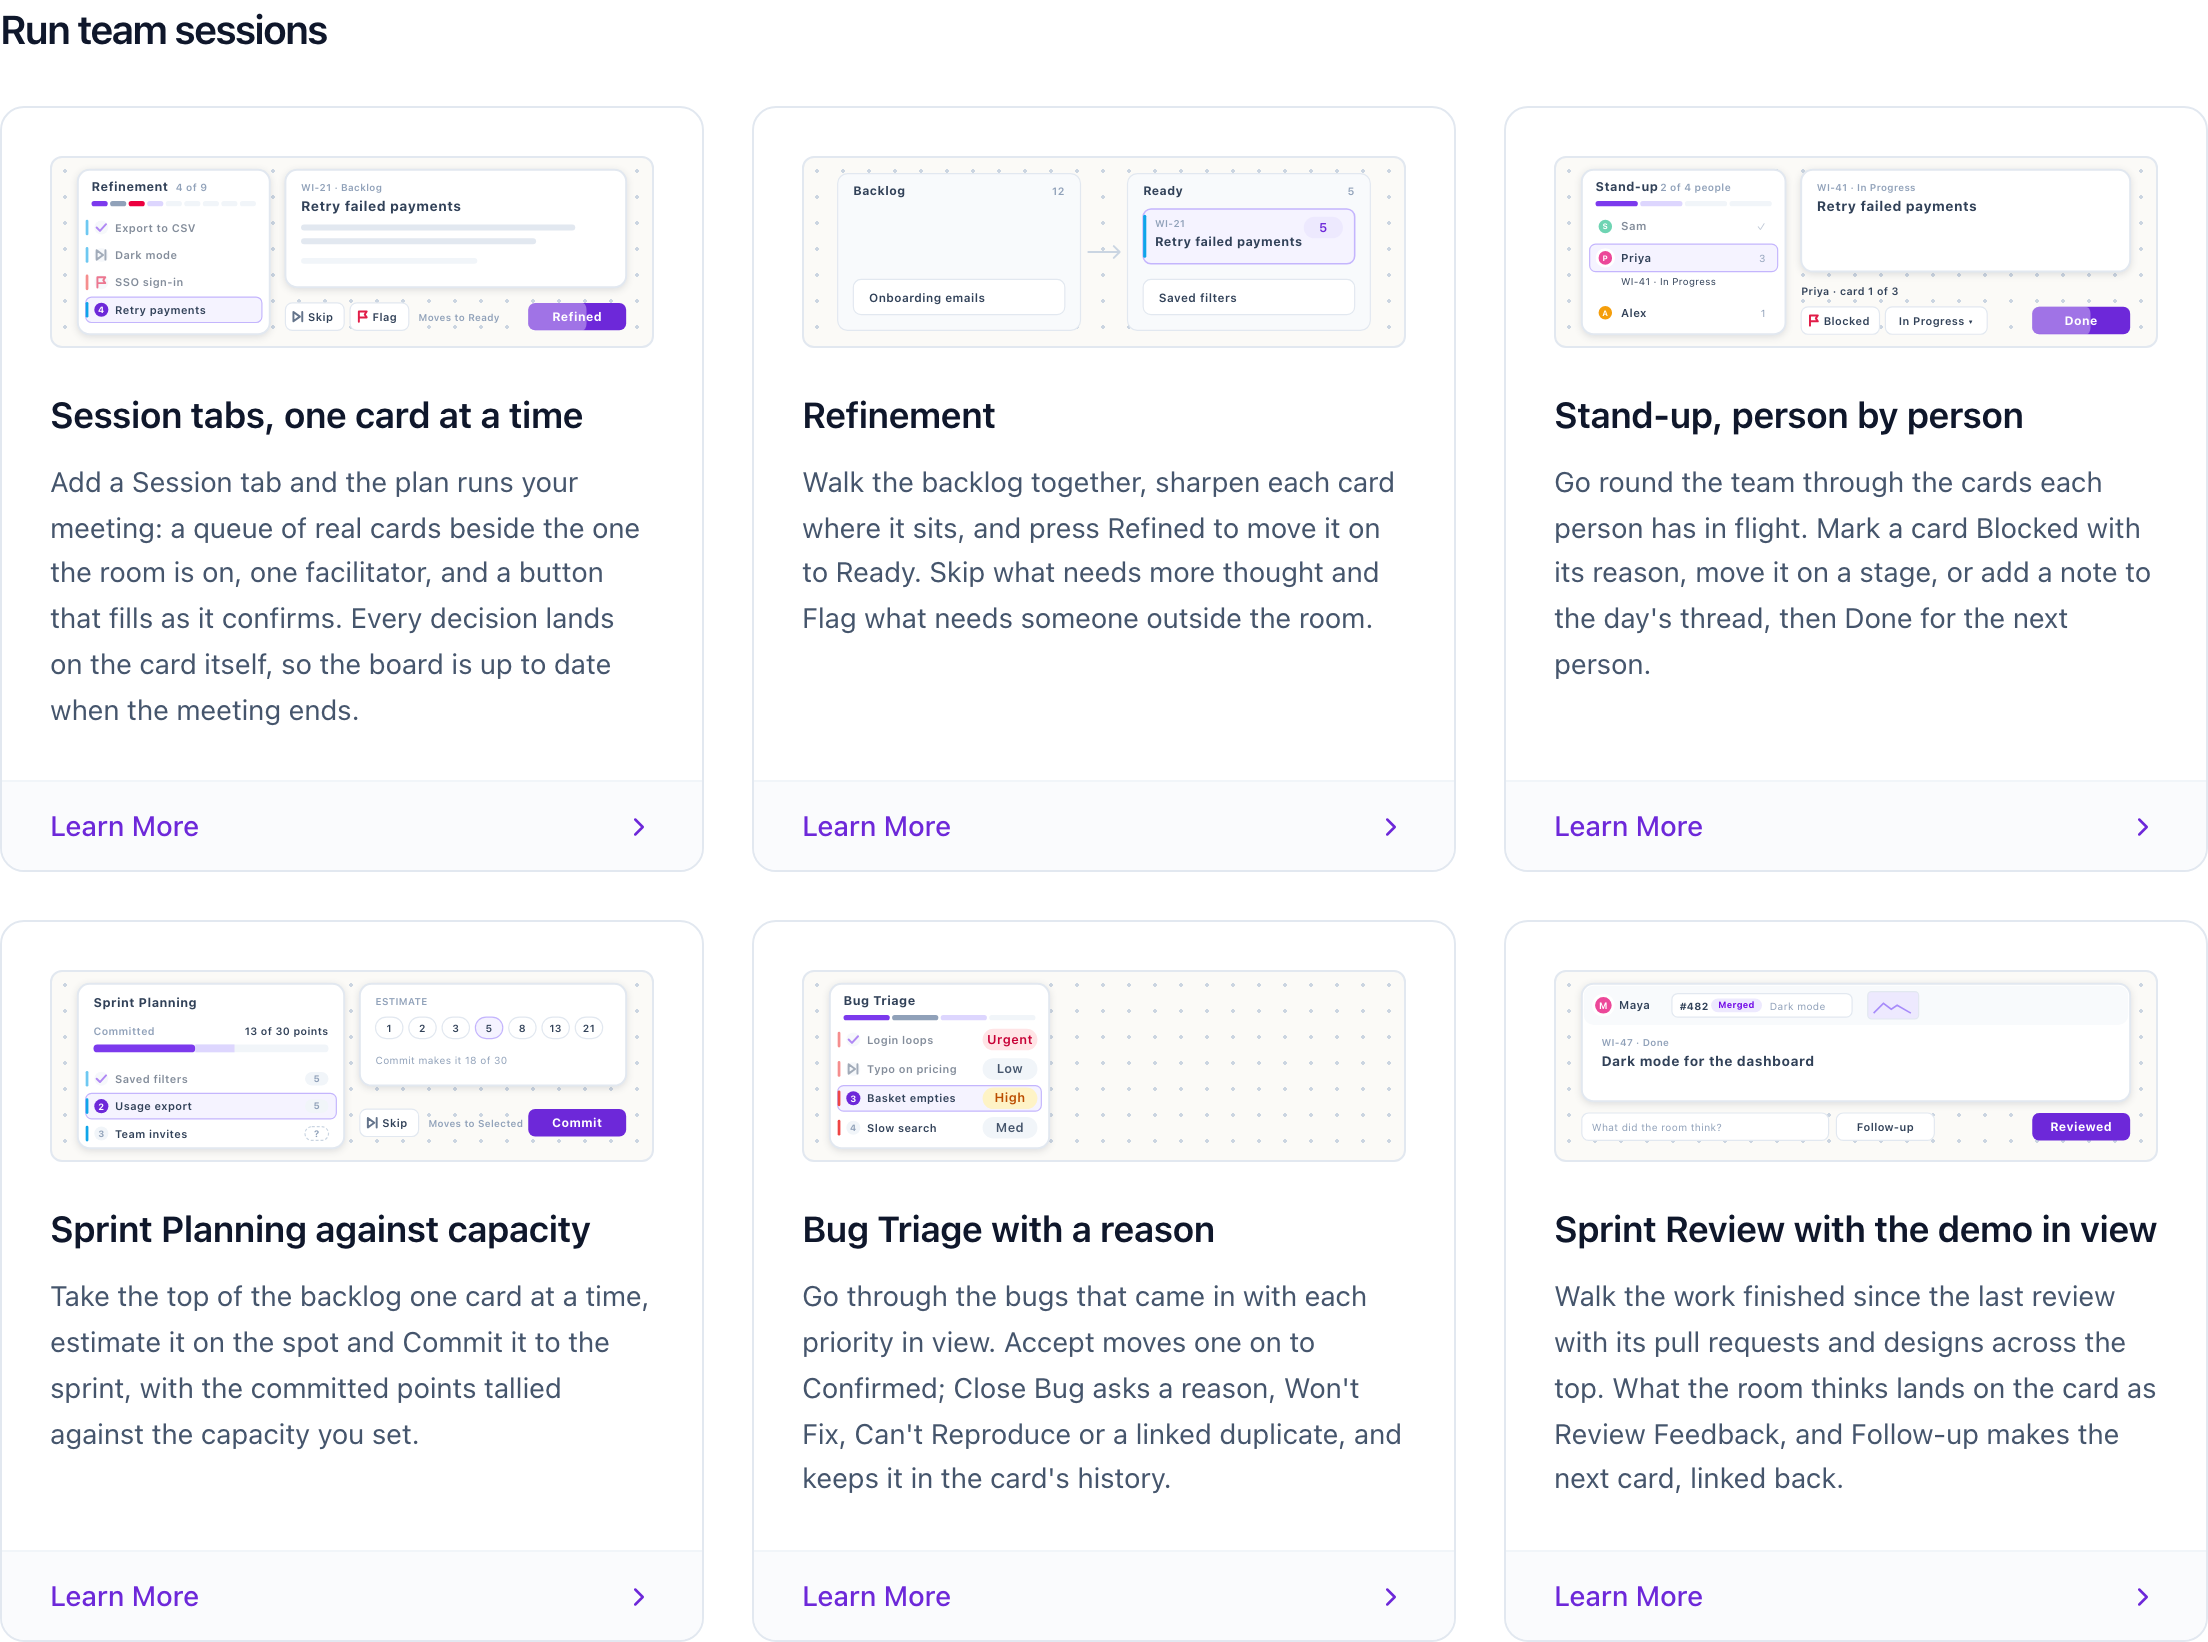 Run team sessions
Refinement 4 of 9
Export to CSV
Dark mode
SSO sign-in
4 Retry payments
WI-21 · Backlog
Retry failed payments
Skip
Flag
Moves to Ready
Refined
Session tabs, one card at a time
Add a Session tab and the plan runs your
meeting: a queue of real cards beside the one
the room is on, one facilitator, and a button
that fills as it confirms. Every decision lands
on the card itself, so the board is up to date
when the meeting ends.
Learn More
Backlog 12
Onboarding emails
Ready 5
WI-21
Retry failed payments 5
Saved filters
Refinement
Walk the backlog together, sharpen each card
where it sits, and press Refined to move it on
to Ready. Skip what needs more thought and
Flag what needs someone outside the room.
Learn More
Stand-up 2 of 4 people
S Sam
P Priya 3
WI-41 · In Progress
A Alex 1
WI-41 · In Progress
Retry failed payments
Priya · card 1 of 3
Blocked
In Progress
Done
Stand-up, person by person
Go round the team through the cards each
person has in flight. Mark a card Blocked with
its reason, move it on a stage, or add a note to
the day's thread, then Done for the next
person.
Learn More
Sprint Planning
Committed 13 of 30 points
Saved filters 5
2 Usage export 5
3 Team invites ?
ESTIMATE
1 2 3 5 8 13 21
Commit makes it 18 of 30
Skip
Moves to Selected
Commit
Sprint Planning against capacity
Take the top of the backlog one card at a time,
estimate it on the spot and Commit it to the
sprint, with the committed points tallied
against the capacity you set.
Learn More
Bug Triage
Login loops Urgent
Typo on pricing Low
3 Basket empties High
4 Slow search Med
Bug Triage with a reason
Go through the bugs that came in with each
priority in view. Accept moves one on to
Confirmed; Close Bug asks a reason, Won't
Fix, Can't Reproduce or a linked duplicate, and
keeps it in the card's history.
Learn More
M Maya
#482 Merged Dark mode
WI-47 · Done
Dark mode for the dashboard
What did the room think?
Follow-up
Reviewed
Sprint Review with the demo in view
Walk the work finished since the last review
with its pull requests and designs across the
top. What the room thinks lands on the card as
Review Feedback, and Follow-up makes the
next card, linked back.
Learn More